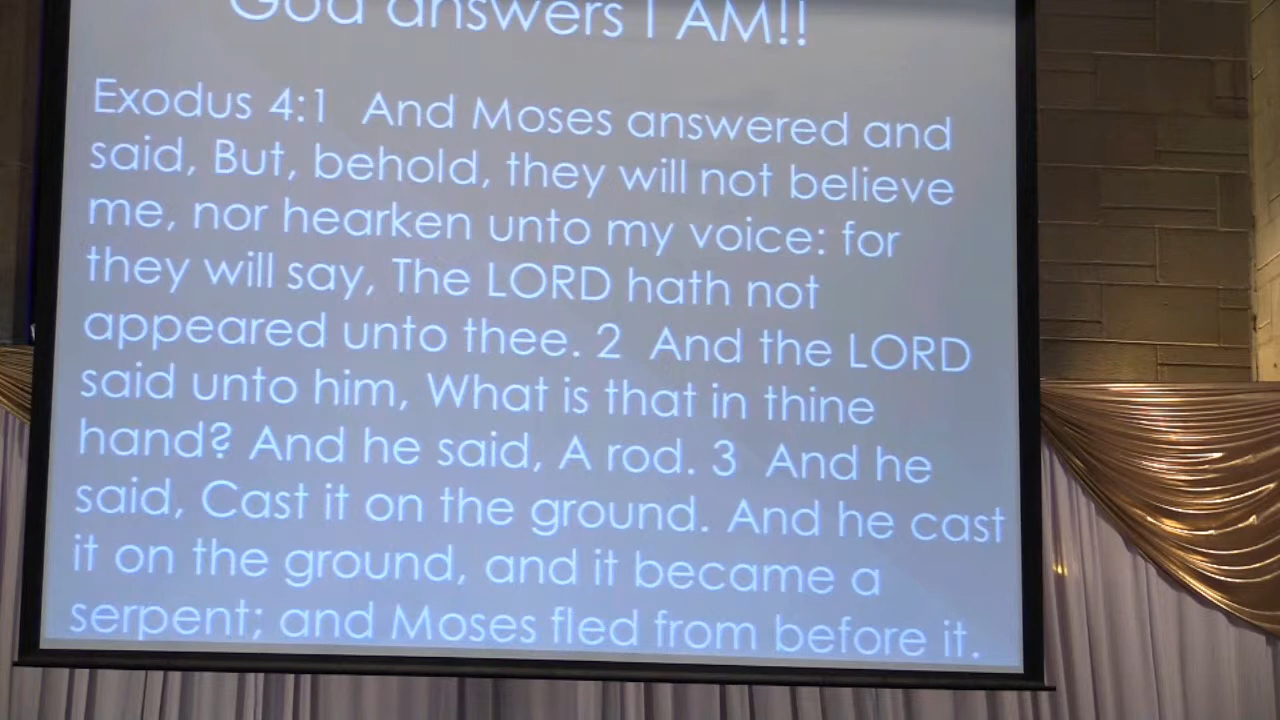 God answers I AM!!
Exodus 4:1 And Moses answered and
said, But, behold, they will not believe
me, nor hearken unto my voice: for
they will say, The LORD hath not
appeared unto thee. 2 And the LORD
said unto him, What is that in thine
hand? And he said, A rod. 3 And he
said, Cast it on the ground. And he cast
it on the ground, and it became a
serpent; and Moses fled from before it.